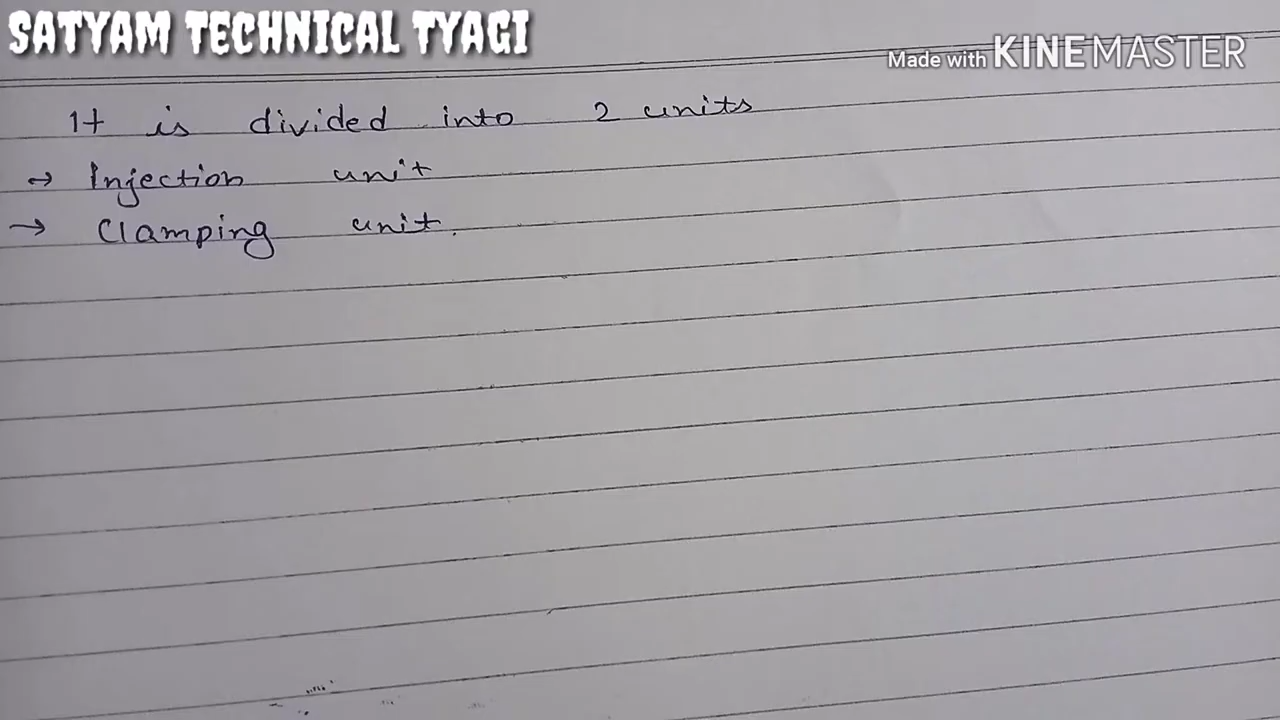 SATYAM TECHNICAL TYAGI
Made with KINEMASTER
It is divided into 2 units
→ Injection unit
→ Clamping unit.